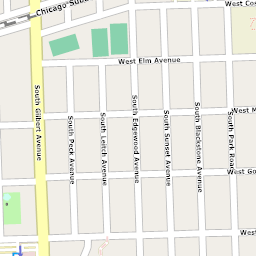 Chicago Subu
West Co
West Elm Avenue
South Gilbert Avenue
South Peck Avenue
South Leitch Avenue
South Edgewood Avenue
South Sunset Avenue
South Blackstone Avenue
South Park Road
West M
West Go
West